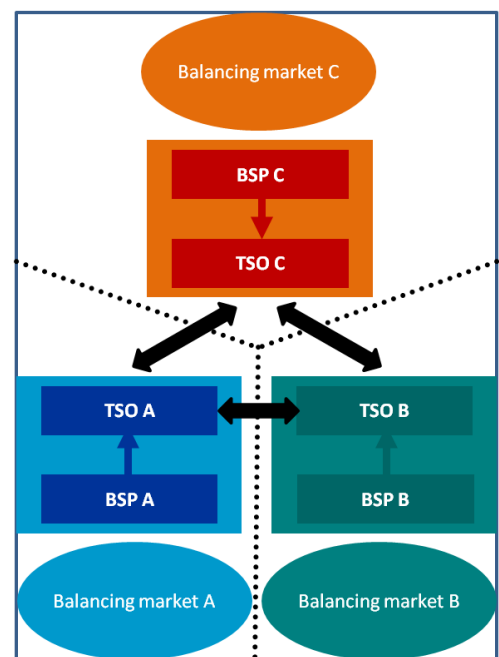 Balancing market C
BSP C
TSO C
TSO A
TSO B
BSP A
BSP B
Balancing market A
Balancing market B